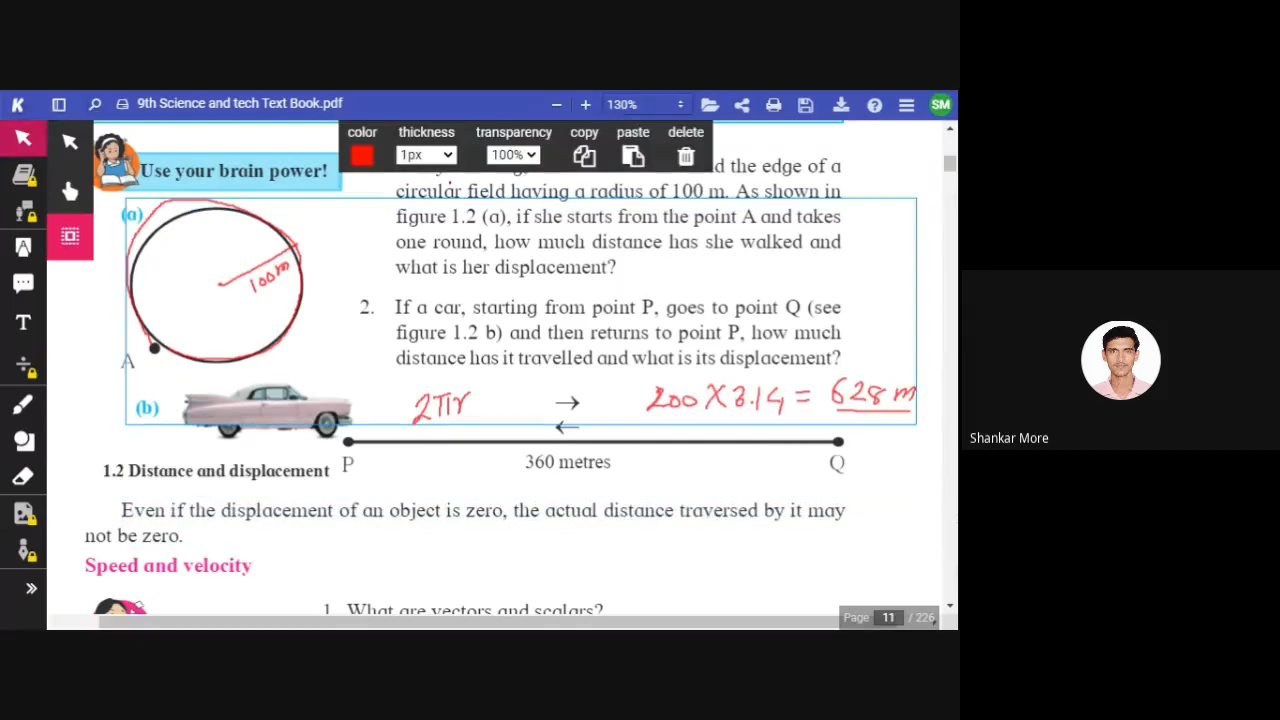 K
9th Science and tech Text Book.pdf
130%
SM
color
thickness
transparency
copy
paste
delete
1px
100%
Use your brain power!
d the edge of a
circular field having a radius of 100 m. As shown in
(a)
figure 1.2 (a), if she starts from the point A and takes
one round, how much distance has she walked and
what is her displacement?
100m
A
2. If a car, starting from point P, goes to point Q (see
figure 1.2 b) and then returns to point P, how much
distance has it travelled and what is its displacement?
(b)
2πr → 200 X 3.14 = 628 m
←
1.2 Distance and displacement P 360 metres Q
Even if the displacement of an object is zero, the actual distance traversed by it may
not be zero.
Speed and velocity
1. What are vectors and scalars?
Page 11 / 226
Shankar More